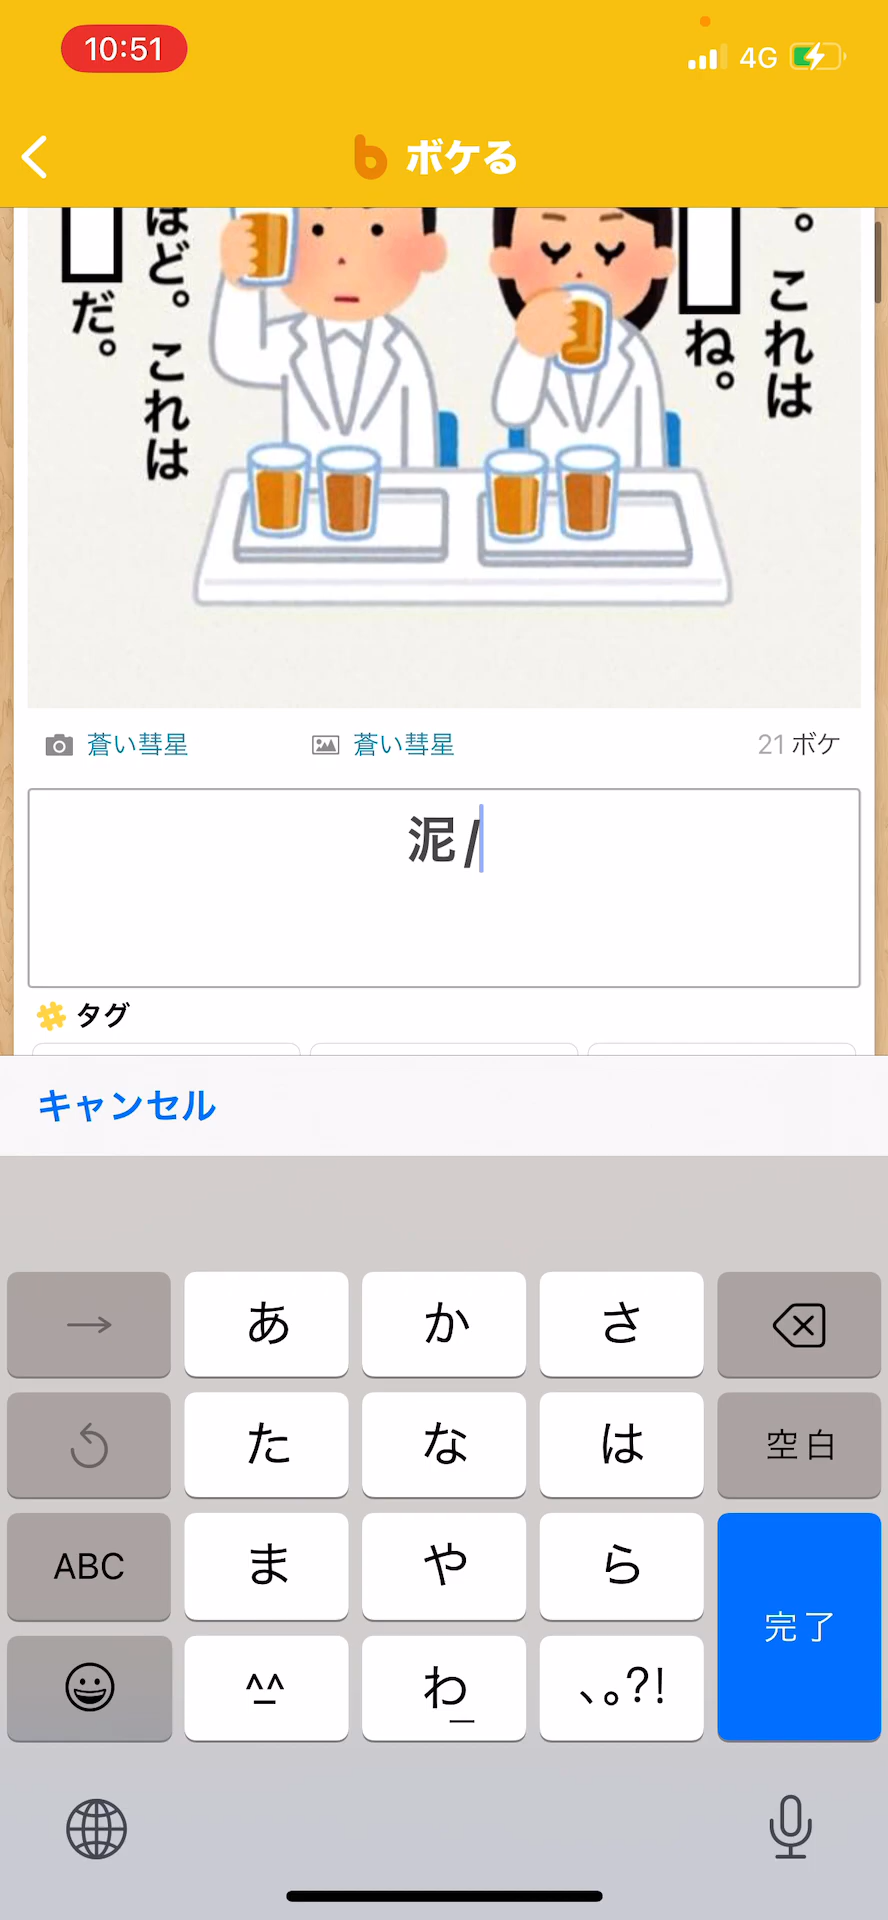 10:51
4G
ボケる
。これは
ね。
ほど。これは
だ。
蒼い彗星
蒼い彗星
21 ボケ
泥/
タグ
キャンセル
→
あ
か
さ
た
な
は
空白
ABC
ま
や
ら
完了
^^
わ
、。?!